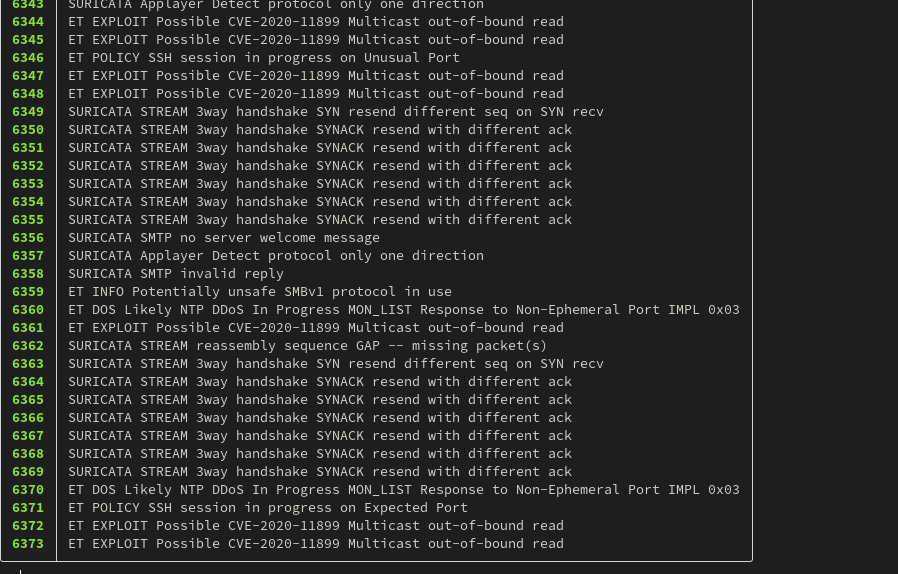 6343 SURICATA Applayer Detect protocol only one direction
6344 ET EXPLOIT Possible CVE-2020-11899 Multicast out-of-bound read
6345 ET EXPLOIT Possible CVE-2020-11899 Multicast out-of-bound read
6346 ET POLICY SSH session in progress on Unusual Port
6347 ET EXPLOIT Possible CVE-2020-11899 Multicast out-of-bound read
6348 ET EXPLOIT Possible CVE-2020-11899 Multicast out-of-bound read
6349 SURICATA STREAM 3way handshake SYN resend different seq on SYN recv
6350 SURICATA STREAM 3way handshake SYNACK resend with different ack
6351 SURICATA STREAM 3way handshake SYNACK resend with different ack
6352 SURICATA STREAM 3way handshake SYNACK resend with different ack
6353 SURICATA STREAM 3way handshake SYNACK resend with different ack
6354 SURICATA STREAM 3way handshake SYNACK resend with different ack
6355 SURICATA STREAM 3way handshake SYNACK resend with different ack
6356 SURICATA SMTP no server welcome message
6357 SURICATA Applayer Detect protocol only one direction
6358 SURICATA SMTP invalid reply
6359 ET INFO Potentially unsafe SMBv1 protocol in use
6360 ET DOS Likely NTP DDoS In Progress MON_LIST Response to Non-Ephemeral Port IMPL 0x03
6361 ET EXPLOIT Possible CVE-2020-11899 Multicast out-of-bound read
6362 SURICATA STREAM reassembly sequence GAP -- missing packet(s)
6363 SURICATA STREAM 3way handshake SYN resend different seq on SYN recv
6364 SURICATA STREAM 3way handshake SYNACK resend with different ack
6365 SURICATA STREAM 3way handshake SYNACK resend with different ack
6366 SURICATA STREAM 3way handshake SYNACK resend with different ack
6367 SURICATA STREAM 3way handshake SYNACK resend with different ack
6368 SURICATA STREAM 3way handshake SYNACK resend with different ack
6369 SURICATA STREAM 3way handshake SYNACK resend with different ack
6370 ET DOS Likely NTP DDoS In Progress MON_LIST Response to Non-Ephemeral Port IMPL 0x03
6371 ET POLICY SSH session in progress on Expected Port
6372 ET EXPLOIT Possible CVE-2020-11899 Multicast out-of-bound read
6373 ET EXPLOIT Possible CVE-2020-11899 Multicast out-of-bound read